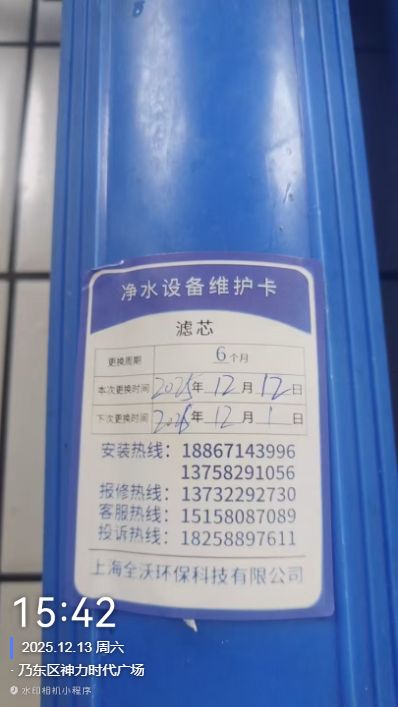 净水设备维护卡
滤芯
更换周期 6个月
本次更换时间 2025年 12月 12日
下次更换时间 2026年 12月 1日
安装热线：18867143996
13758291056
报修热线：13732292730
客服热线：15158087089
投诉热线：18258897611
上海全沃环保科技有限公司
15:42
2025.12.13 周六
·乃东区神力时代广场
水印相机小程序